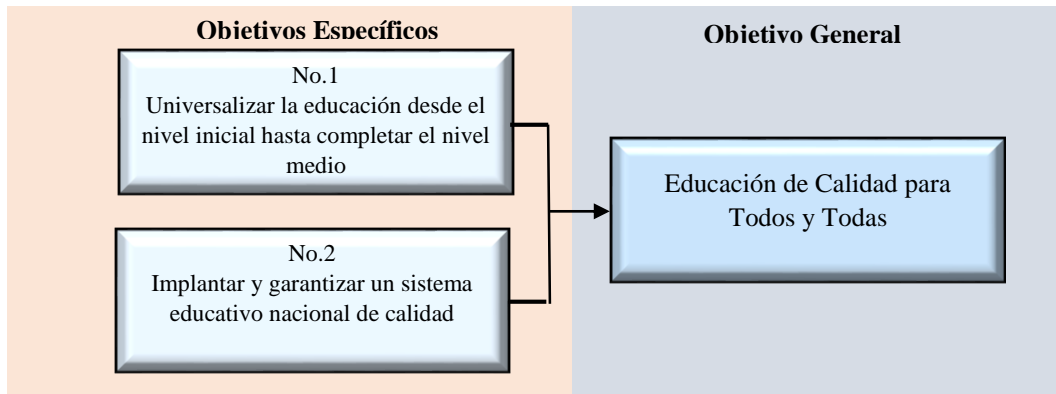 Objetivos Específicos
No.1
Universalizar la educación desde el
nivel inicial hasta completar el nivel
medio
No.2
Implantar y garantizar un sistema
educativo nacional de calidad
Objetivo General
Educación de Calidad para
Todos y Todas